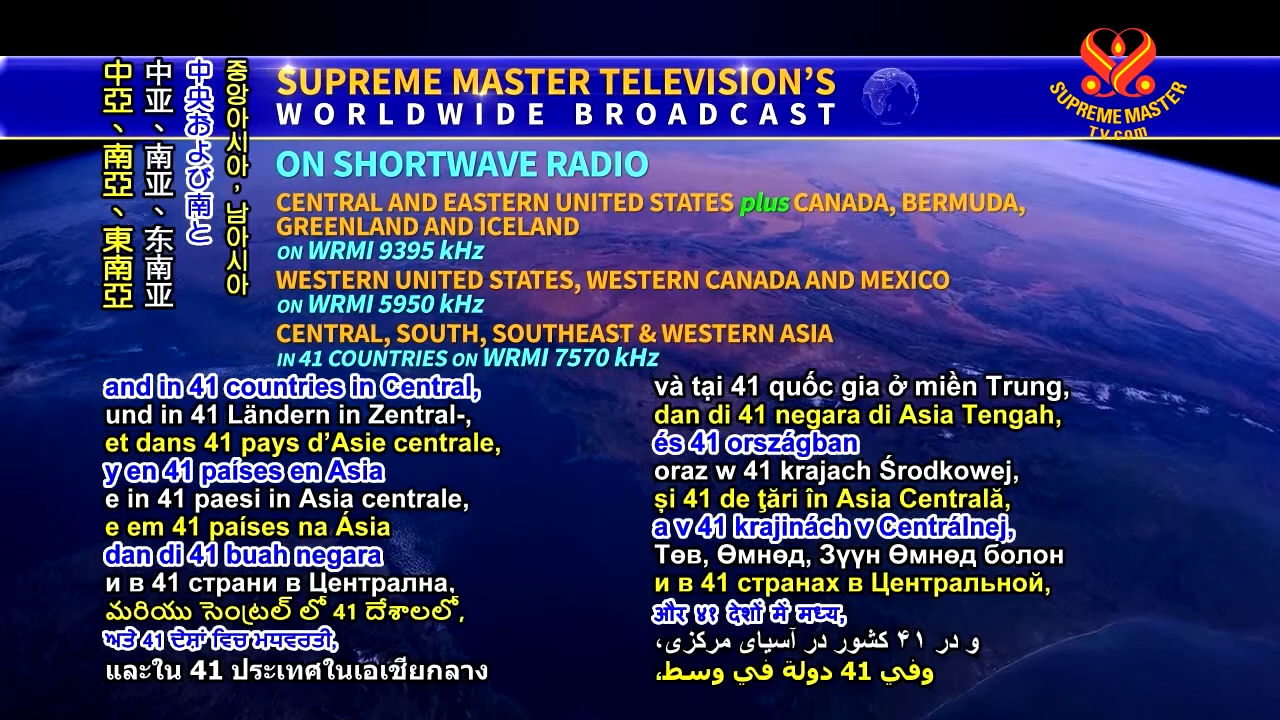 中亞、南亞、東南亞
中亚、南亚、东南亚
中央および南と
중앙아시아, 남아시아
SUPREME MASTER TELEVISION’S
WORLDWIDE BROADCAST
SUPREME MASTER
TV.com
ON SHORTWAVE RADIO
CENTRAL AND EASTERN UNITED STATES plus CANADA, BERMUDA,
GREENLAND AND ICELAND
ON WRMI 9395 kHz
WESTERN UNITED STATES, WESTERN CANADA AND MEXICO
ON WRMI 5950 kHz
CENTRAL, SOUTH, SOUTHEAST & WESTERN ASIA
IN 41 COUNTRIES ON WRMI 7570 kHz
and in 41 countries in Central,
und in 41 Ländern in Zentral-,
et dans 41 pays d’Asie centrale,
y en 41 países en Asia
e in 41 paesi in Asia centrale,
e em 41 países na Ásia
dan di 41 buah negara
и в 41 страни в Централна,
మరియు సెంట్రల్ లో 41 దేశాలలో,
ਅਤੇ 41 ਦੇਸ਼ਾਂ ਵਿਚ ਮਧਵਰਤੀ,
และใน 41 ประเทศในเอเชียกลาง
và tại 41 quốc gia ở miền Trung,
dan di 41 negara di Asia Tengah,
és 41 országban
oraz w 41 krajach Środkowej,
și 41 de ţări în Asia Centrală,
a v 41 krajinách v Centrálnej,
Төв, Өмнөд, Зүүн Өмнөд болон
и в 41 странах в Центральной,
और ४१ देशों में मध्य,
و در ۴۱ کشور در آسیای مرکزی،
وفي 41 دولة في وسط،